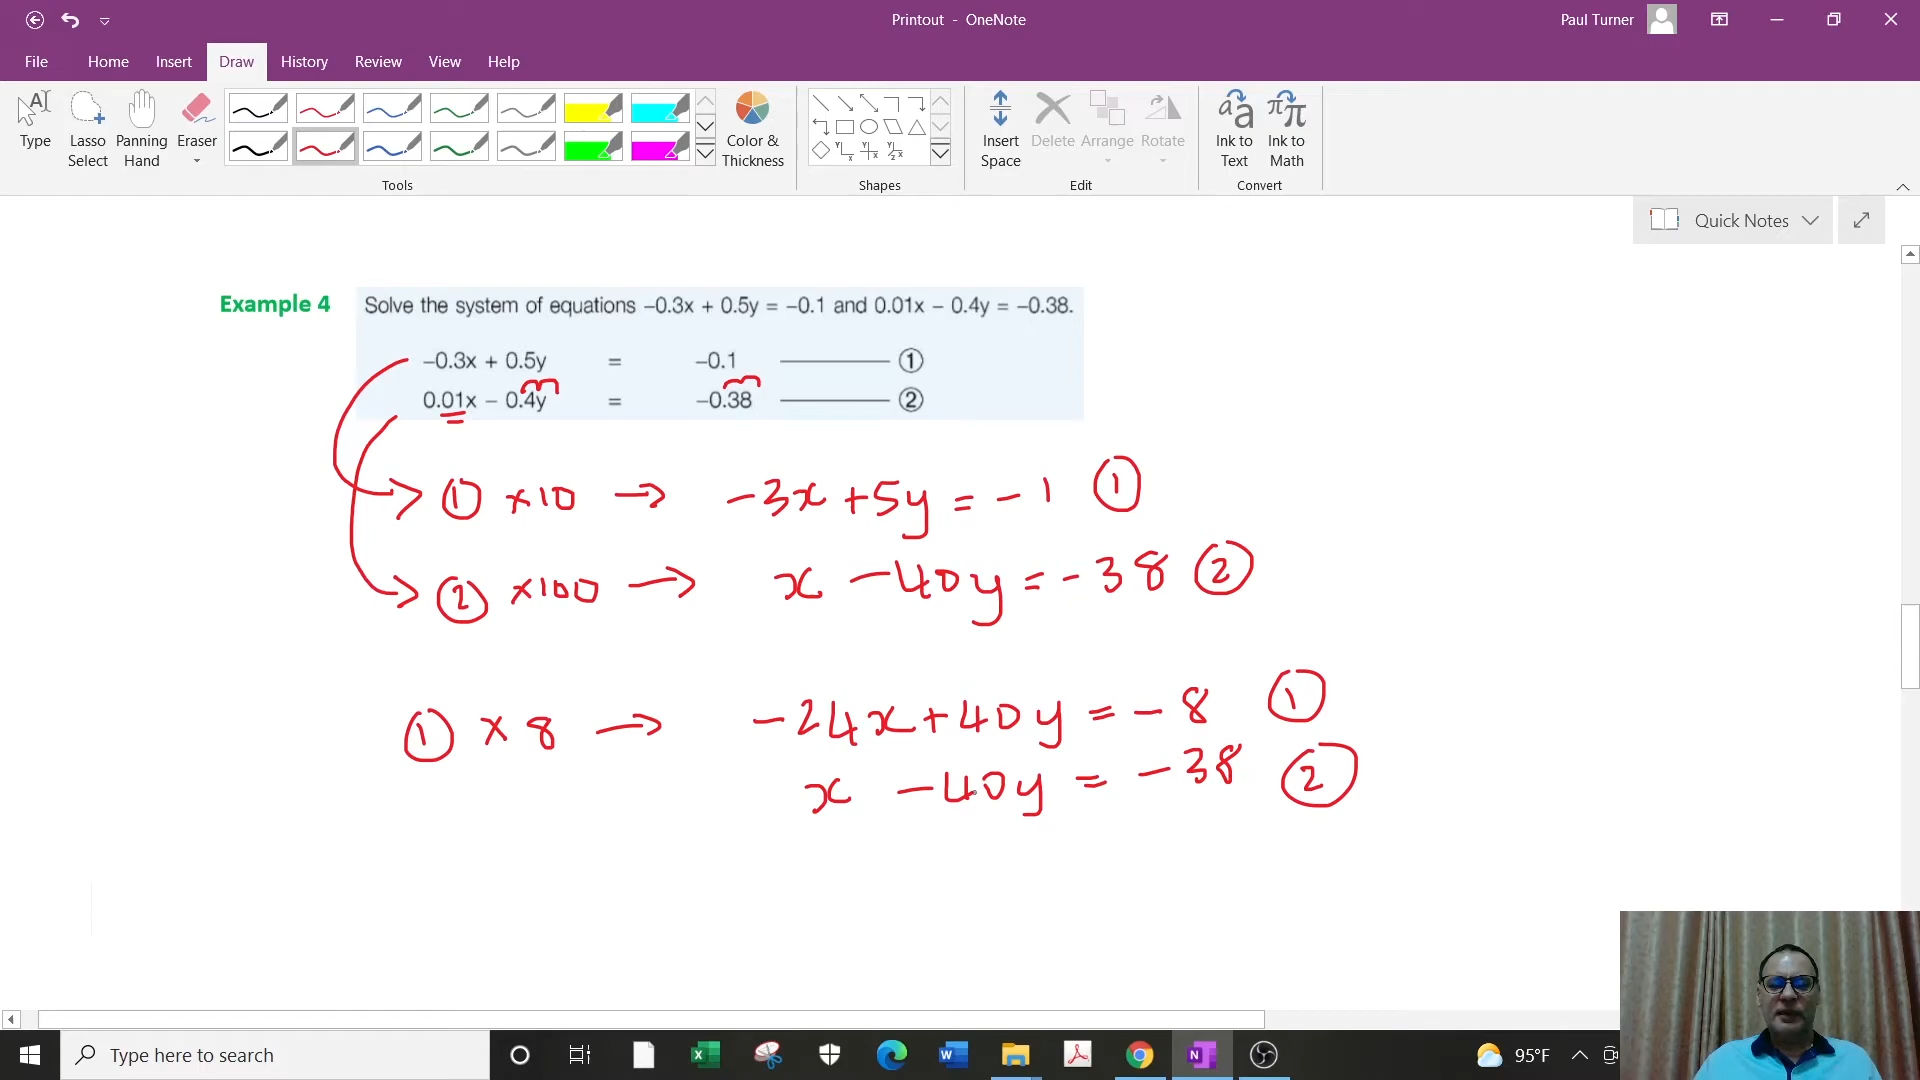 Printout - OneNote
Paul Turner
File Home Insert Draw History Review View Help
Type
Lasso Select
Panning Hand
Eraser
Color & Thickness
Insert Space
Delete
Arrange
Rotate
Ink to Text
Ink to Math
Tools
Shapes
Edit
Convert
Quick Notes
Example 4 Solve the system of equations −0.3x + 0.5y = −0.1 and 0.01x − 0.4y = −0.38.
−0.3x + 0.5y = −0.1 ①
0.01x − 0.4y = −0.38 ②
① ×10 → -3x+5y=-1 ①
② ×100 → x-40y=-38 ②
① × 8 → -24x+40y=-8 ①
x -40y=-38 ②
Type here to search
95°F